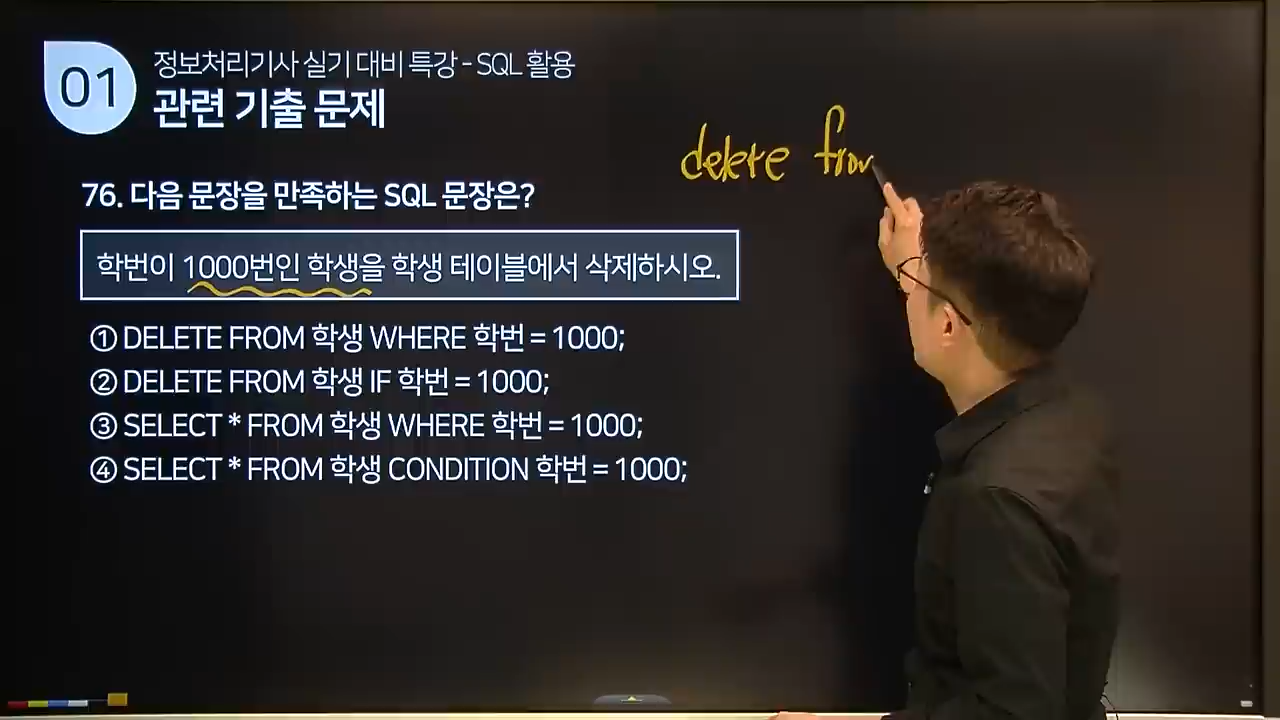 01
정보처리기사 실기 대비 특강 - SQL 활용
관련 기출 문제
delete from
76. 다음 문장을 만족하는 SQL 문장은?
학번이 1000번인 학생을 학생 테이블에서 삭제하시오.
① DELETE FROM 학생 WHERE 학번 = 1000;
② DELETE FROM 학생 IF 학번 = 1000;
③ SELECT * FROM 학생 WHERE 학번 = 1000;
④ SELECT * FROM 학생 CONDITION 학번 = 1000;